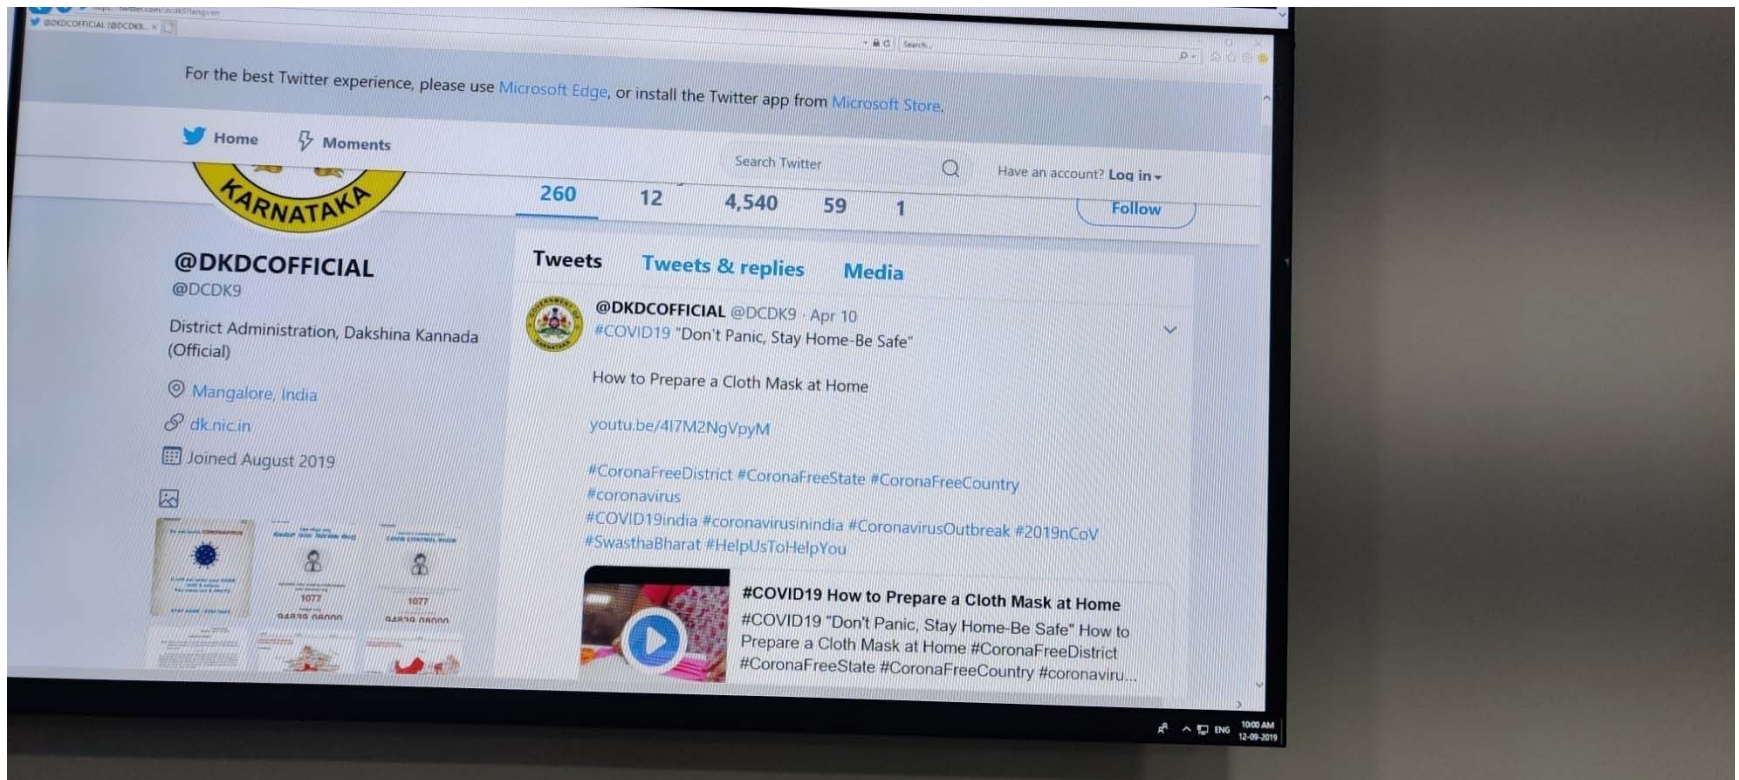 @DKDCOFFICIAL (@DCDK9...
Search...
For the best Twitter experience, please use Microsoft Edge, or install the Twitter app from Microsoft Store.
Home
Moments
Search Twitter
Have an account? Log in
KARNATAKA
260
12
4,540
59
1
Follow
@DKDCOFFICIAL
@DCDK9
District Administration, Dakshina Kannada
(Official)
Mangalore, India
dk.nic.in
Joined August 2019
1077
1077
Tweets
Tweets & replies
Media
GOVERNMENT OF
KARNATAKA
@DKDCOFFICIAL @DCDK9 · Apr 10
#COVID19 "Don't Panic, Stay Home-Be Safe"
How to Prepare a Cloth Mask at Home
youtu.be/4I7M2NgVpyM
#CoronaFreeDistrict #CoronaFreeState #CoronaFreeCountry
#coronavirus
#COVID19india #coronavirusinindia #CoronavirusOutbreak #2019nCoV
#SwasthaBharat #HelpUsToHelpYou
#COVID19 How to Prepare a Cloth Mask at Home
#COVID19 "Don't Panic, Stay Home-Be Safe" How to
Prepare a Cloth Mask at Home #CoronaFreeDistrict
#CoronaFreeState #CoronaFreeCountry #coronaviru...
ENG
10:00 AM
12-09-2019